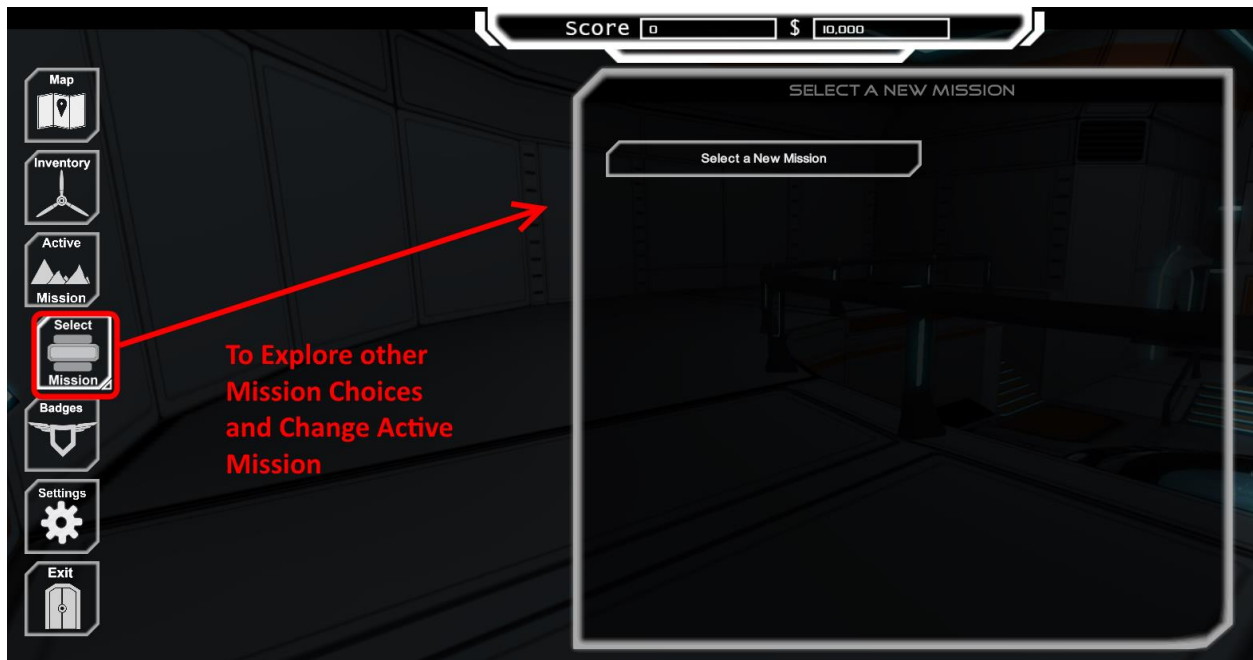 Score 0 $ 10,000
SELECT A NEW MISSION
Select a New Mission
Map
Inventory
Active
Mission
Select
Mission
Badges
Settings
Exit
To Explore other
Mission Choices
and Change Active
Mission